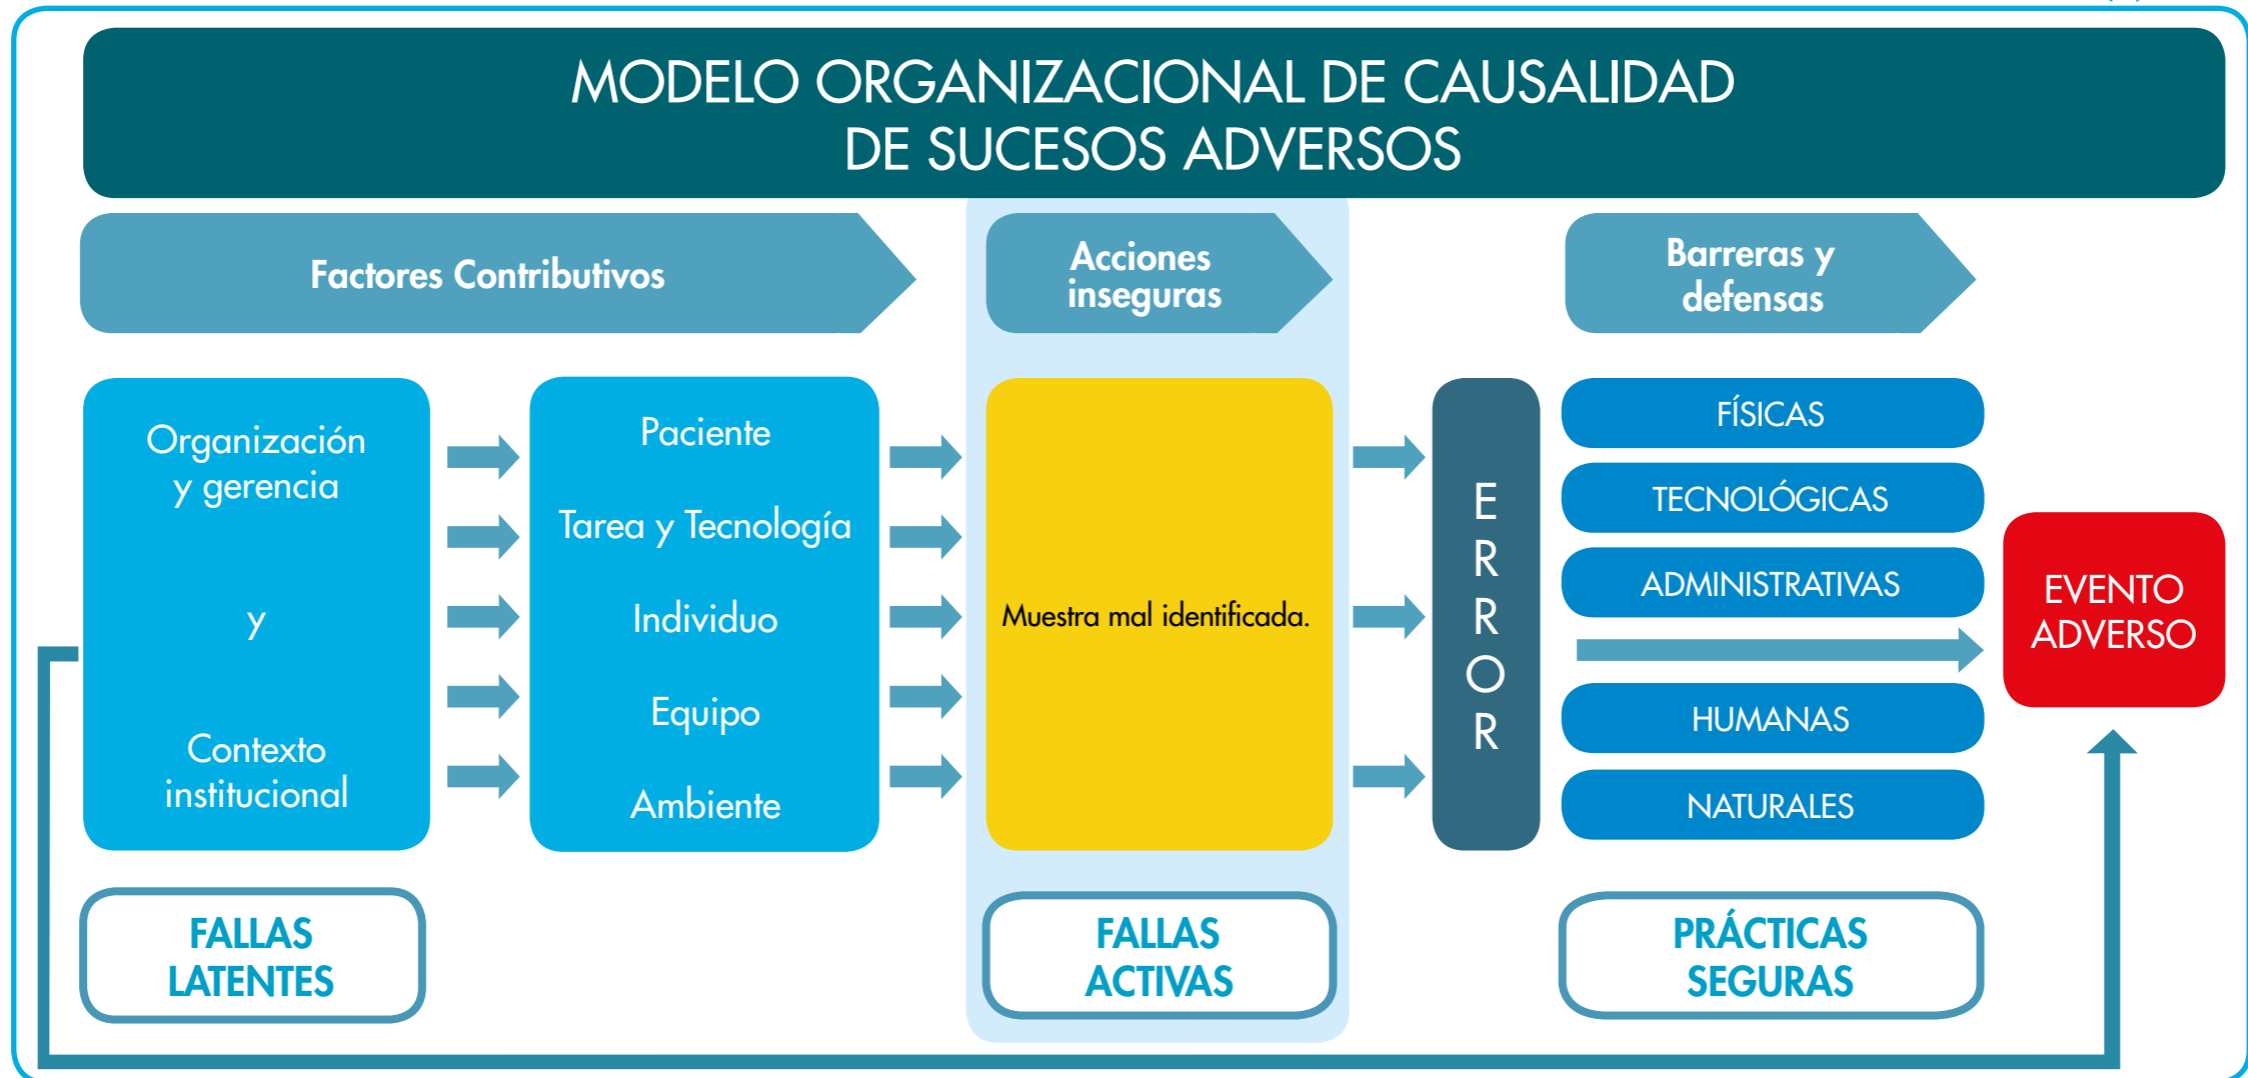 MODELO ORGANIZACIONAL DE CAUSALIDAD
DE SUCESOS ADVERSOS
Factores Contributivos
Acciones
inseguras
Barreras y
defensas
Organización
y gerencia
y
Contexto
institucional
Paciente
Tarea y Tecnología
Individuo
Equipo
Ambiente
Muestra mal identificada.
E
R
R
O
R
FÍSICAS
TECNOLÓGICAS
ADMINISTRATIVAS
HUMANAS
NATURALES
EVENTO
ADVERSO
FALLAS
LATENTES
FALLAS
ACTIVAS
PRÁCTICAS
SEGURAS